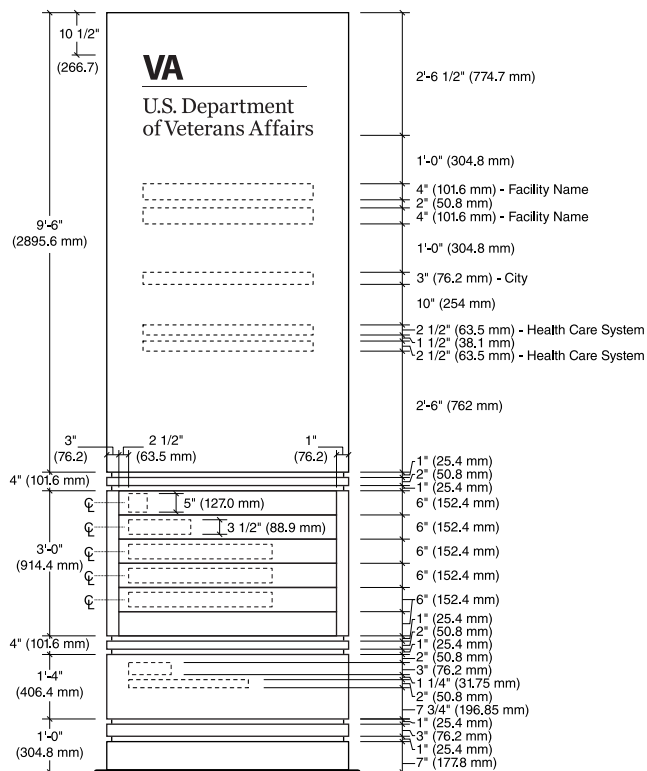 10 1/2"
(266.7)
VA
U.S. Department
of Veterans Affairs
9'-6"
(2895.6 mm)
2'-6 1/2" (774.7 mm)
1'-0" (304.8 mm)
4" (101.6 mm) - Facility Name
2" (50.8 mm)
4" (101.6 mm) - Facility Name
1'-0" (304.8 mm)
3" (76.2 mm) - City
10" (254 mm)
2 1/2" (63.5 mm) - Health Care System
1 1/2" (38.1 mm)
2 1/2" (63.5 mm) - Health Care System
2'-6" (762 mm)
3"
(76.2)
2 1/2"
(63.5 mm)
1"
(76.2)
4" (101.6 mm)
1" (25.4 mm)
2" (50.8 mm)
1" (25.4 mm)
6" (152.4 mm)
℄
5" (127.0 mm)
℄
3 1/2" (88.9 mm)
6" (152.4 mm)
℄
3'-0"
(914.4 mm)
6" (152.4 mm)
℄
6" (152.4 mm)
℄
6" (152.4 mm)
1" (25.4 mm)
2" (50.8 mm)
4" (101.6 mm)
1" (25.4 mm)
2" (50.8 mm)
3" (76.2 mm)
1'-4"
(406.4 mm)
1 1/4" (31.75 mm)
2" (50.8 mm)
7 3/4" (196.85 mm)
1'-0"
(304.8 mm)
1" (25.4 mm)
3" (76.2 mm)
1" (25.4 mm)
7" (177.8 mm)